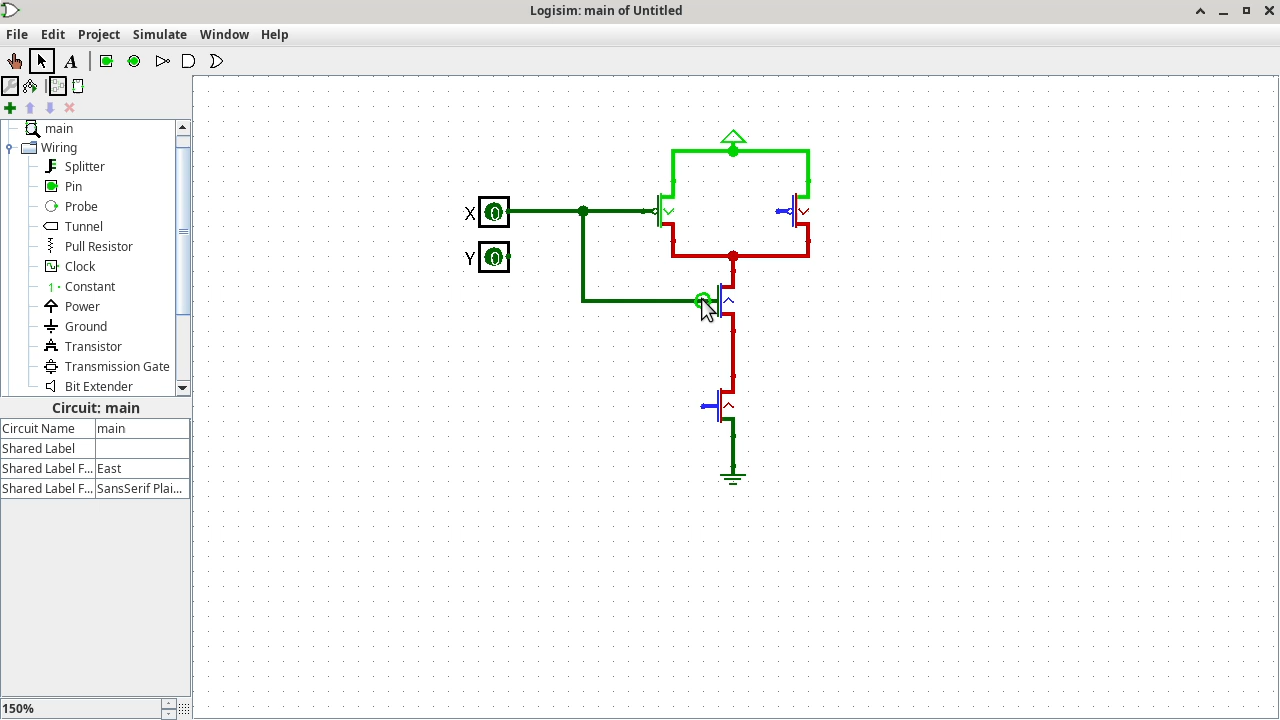 Logisim: main of Untitled
File Edit Project Simulate Window Help
A
main
Wiring
Splitter
Pin
Probe
Tunnel
Pull Resistor
Clock
1 Constant
Power
Ground
Transistor
Transmission Gate
Bit Extender
Circuit: main
Circuit Name main
Shared Label
Shared Label F... East
Shared Label F... SansSerif Plai...
150%
X 0
Y 0